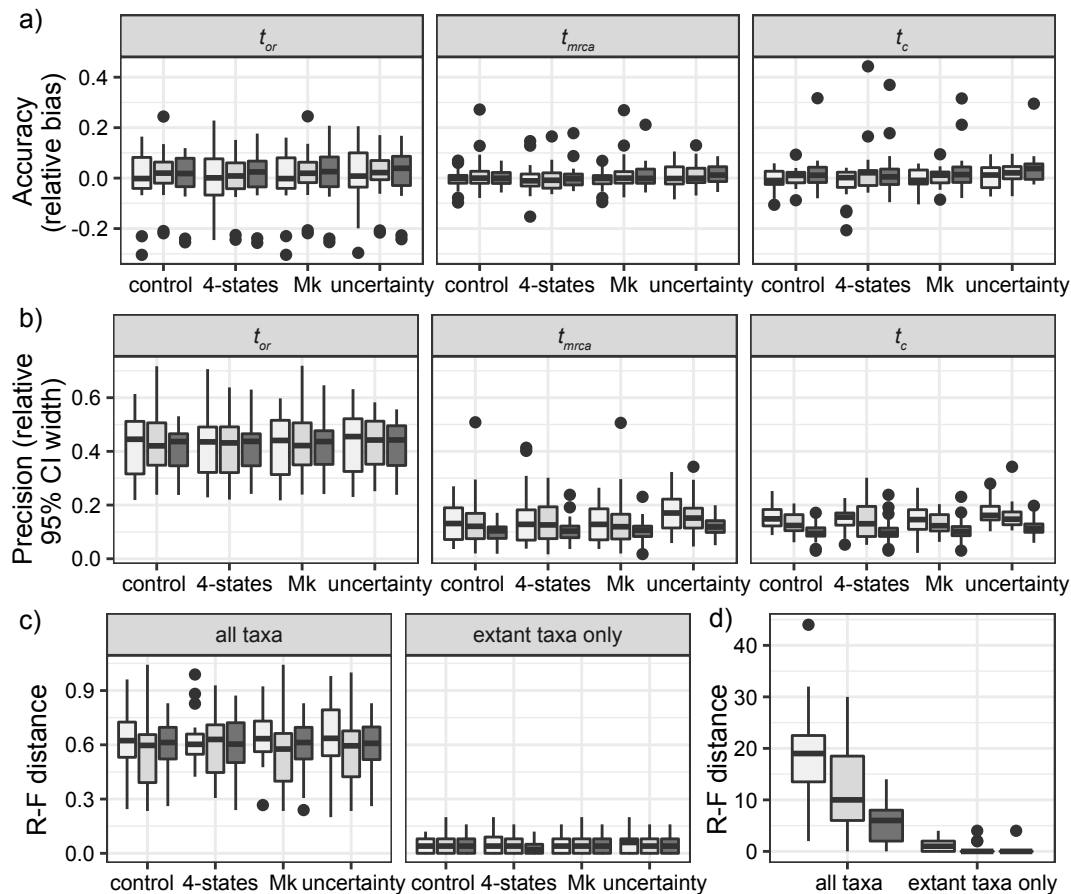 a)
t_or
t_mrca
t_c
Accuracy
(relative bias)
0.4
0.2
0.0
-0.2
control 4-states Mk uncertainty
control 4-states Mk uncertainty
control 4-states Mk uncertainty
b)
t_or
t_mrca
t_c
Precision (relative
95% CI width)
0.6
0.4
0.2
0.0
control 4-states Mk uncertainty
control 4-states Mk uncertainty
control 4-states Mk uncertainty
c)
all taxa
extant taxa only
R-F distance
0.9
0.6
0.3
0.0
control 4-states Mk uncertainty
control 4-states Mk uncertainty
d)
R-F distance
40
30
20
10
0
all taxa extant taxa only